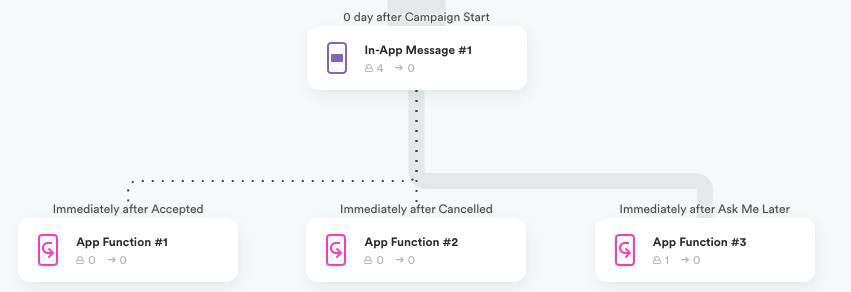 0 day after Campaign Start
In-App Message #1
4 → 0
Immediately after Accepted
Immediately after Cancelled
Immediately after Ask Me Later
App Function #1
0 → 0
App Function #2
0 → 0
App Function #3
1 → 0